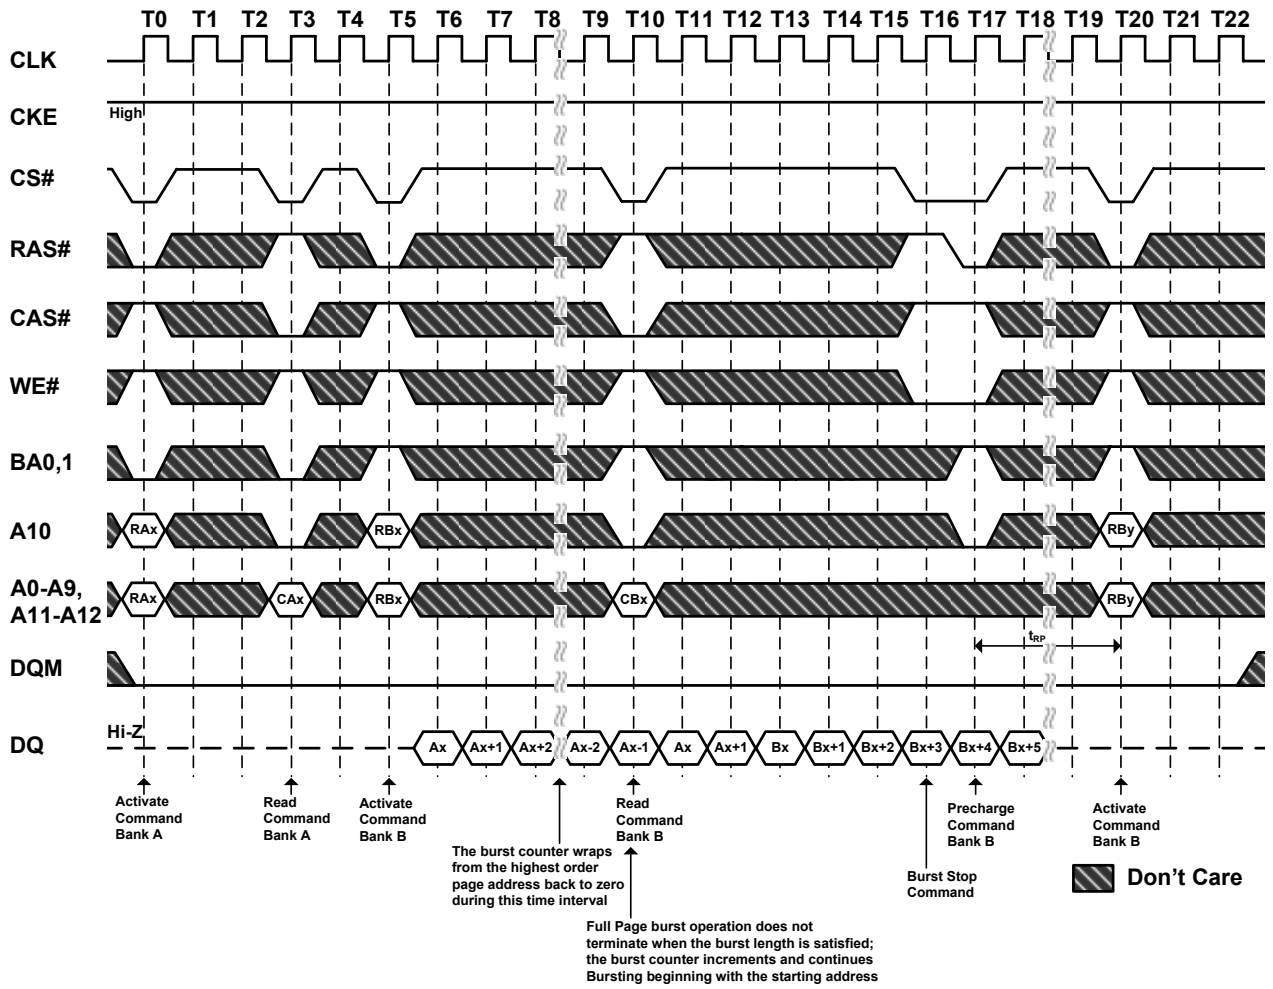 T0 T1 T2 T3 T4 T5 T6 T7 T8 T9 T10 T11 T12 T13 T14 T15 T16 T17 T18 T19 T20 T21 T22
CLK
CKE High
CS#
RAS#
CAS#
WE#
BA0,1
A10 RAx RBx RBy
A0-A9,
A11-A12 RAx CAx RBx CBx RBy
tRP
DQM
Hi-Z
DQ Ax Ax+1 Ax+2 Ax-2 Ax-1 Ax Ax+1 Bx Bx+1 Bx+2 Bx+3 Bx+4 Bx+5
Activate
Command
Bank A
Read
Command
Bank A
Activate
Command
Bank B
The burst counter wraps
from the highest order
page address back to zero
during this time interval
Read
Command
Bank B
Full Page burst operation does not
terminate when the burst length is satisfied;
the burst counter increments and continues
Bursting beginning with the starting address
Burst Stop
Command
Precharge
Command
Bank B
Activate
Command
Bank B
Don't Care